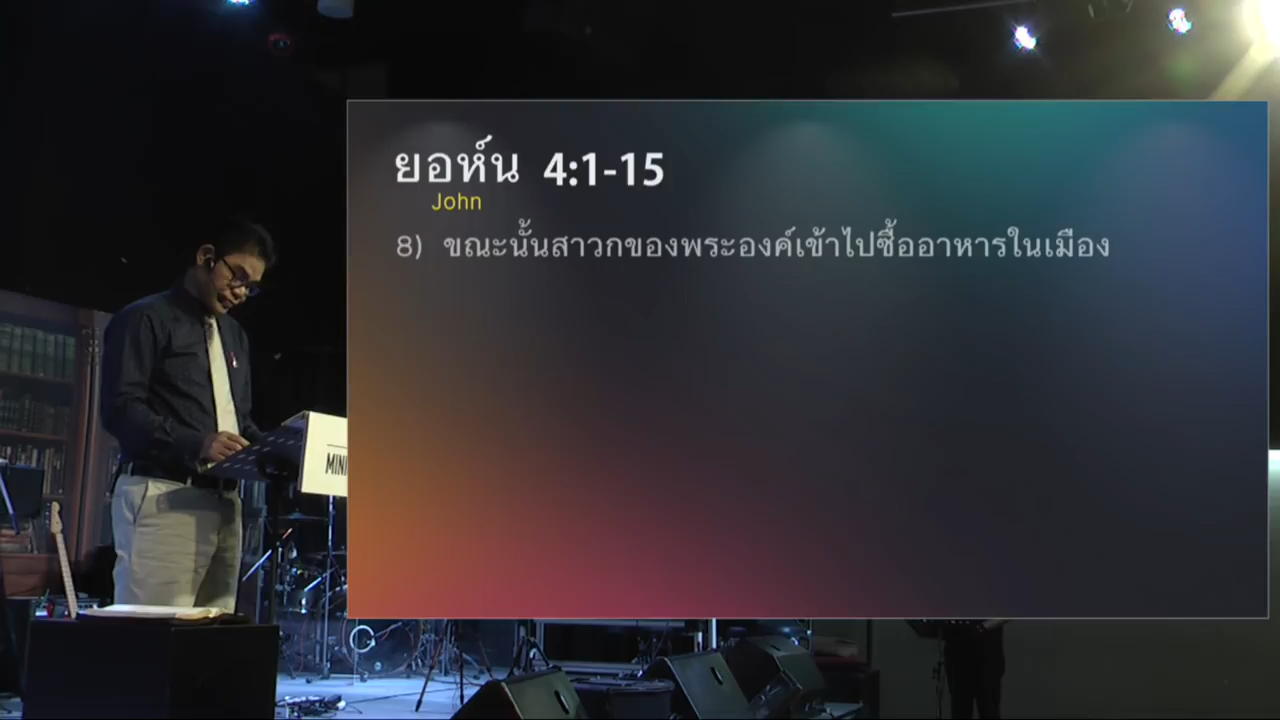 ยอห์น 4:1-15
John
8) ขณะนั้นสาวกของพระองค์เข้าไปซื้ออาหารในเมือง
MINI